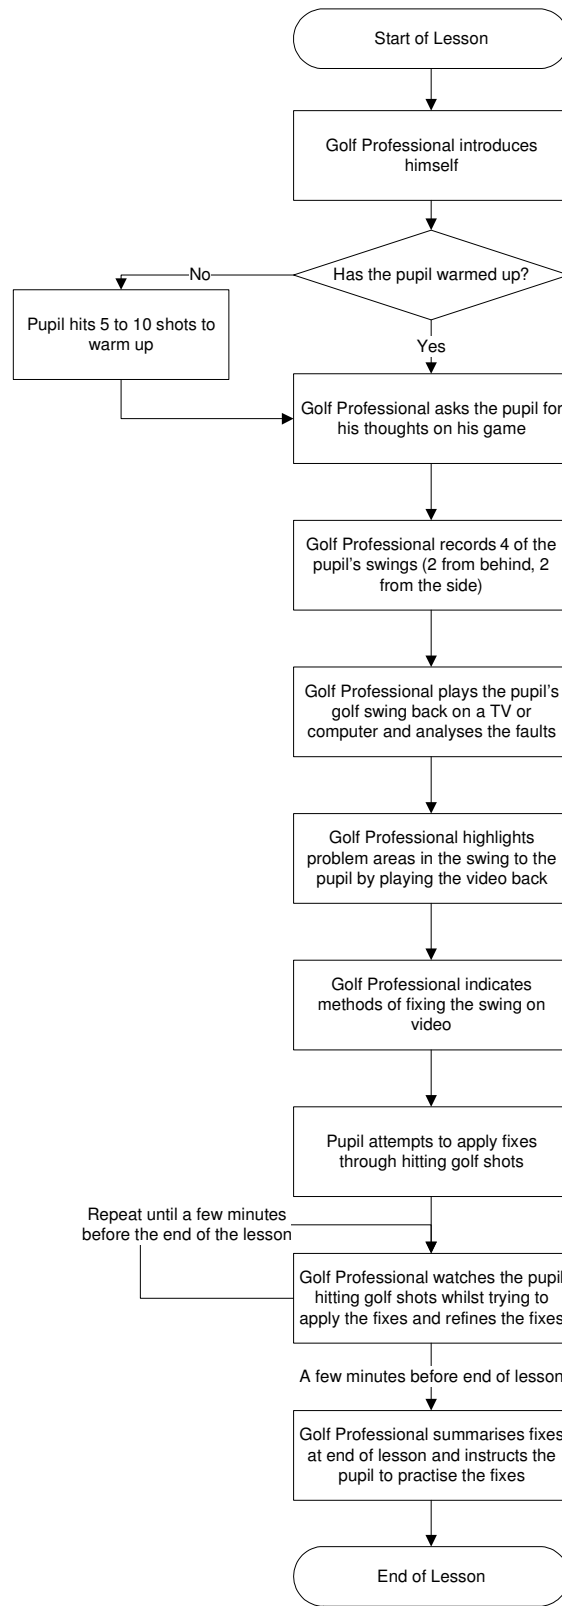 Start of Lesson
Golf Professional introduces
himself
Has the pupil warmed up?
No
Pupil hits 5 to 10 shots to
warm up
Yes
Golf Professional asks the pupil for
his thoughts on his game
Golf Professional records 4 of the
pupil's swings (2 from behind, 2
from the side)
Golf Professional plays the pupil's
golf swing back on a TV or
computer and analyses the faults
Golf Professional highlights
problem areas in the swing to the
pupil by playing the video back
Golf Professional indicates
methods of fixing the swing on
video
Pupil attempts to apply fixes
through hitting golf shots
Repeat until a few minutes
before the end of the lesson
Golf Professional watches the pupil
hitting golf shots whilst trying to
apply the fixes and refines the fixes
A few minutes before end of lesson
Golf Professional summarises fixes
at end of lesson and instructs the
pupil to practise the fixes
End of Lesson